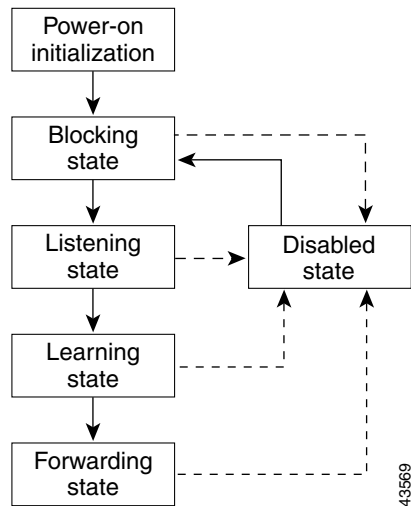 Power-on
initialization
Blocking
state
Listening
state
Disabled
state
Learning
state
Forwarding
state
43569